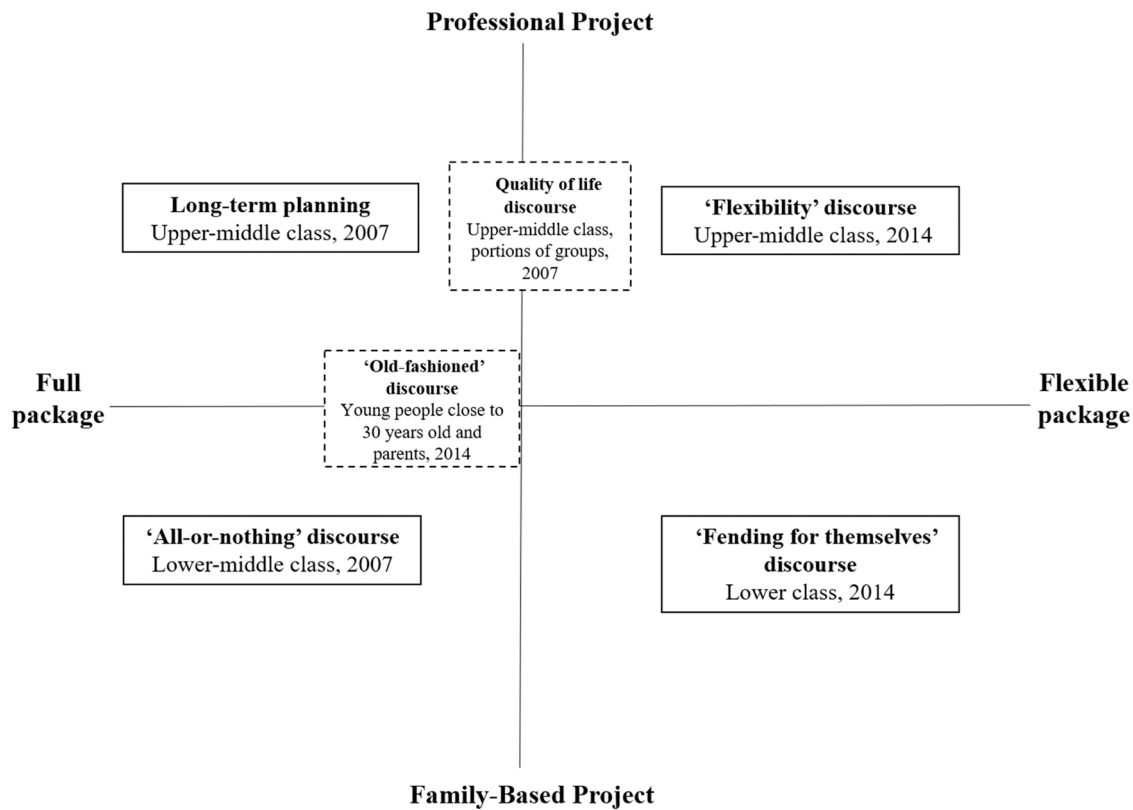 Professional Project
Long-term planning
Upper-middle class, 2007
Quality of life
discourse
Upper-middle class,
portions of groups,
2007
‘Flexibility’ discourse
Upper-middle class, 2014
Full
package
‘Old-fashioned’
discourse
Young people close to
30 years old and
parents, 2014
Flexible
package
‘All-or-nothing’ discourse
Lower-middle class, 2007
‘Fending for themselves’
discourse
Lower class, 2014
Family-Based Project